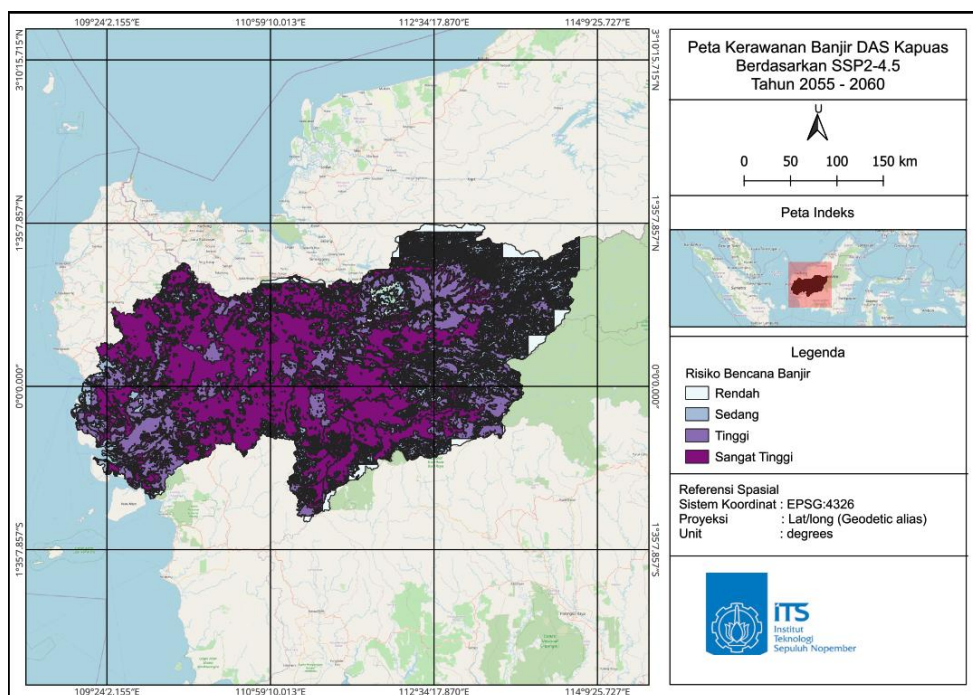 109°24'2.155"E
110°59'10.013"E
112°34'17.870"E
114°9'25.727"E
3°10'15.715"N
3°10'15.715"N
1°35'7.857"N
1°35'7.857"N
0°0'0.000"
0°0'0.000"
1°35'7.857"S
1°35'7.857"S
109°24'2.155"E
110°59'10.013"E
112°34'17.870"E
114°9'25.727"E
Peta Kerawanan Banjir DAS Kapuas
Berdasarkan SSP2-4.5
Tahun 2055 - 2060
U
0 50 100 150 km
Peta Indeks
Legenda
Risiko Bencana Banjir
Rendah
Sedang
Tinggi
Sangat Tinggi
Referensi Spasial
Sistem Koordinat : EPSG:4326
Proyeksi : Lat/long (Geodetic alias)
Unit : degrees
iTS
Institut
Teknologi
Sepuluh Nopember